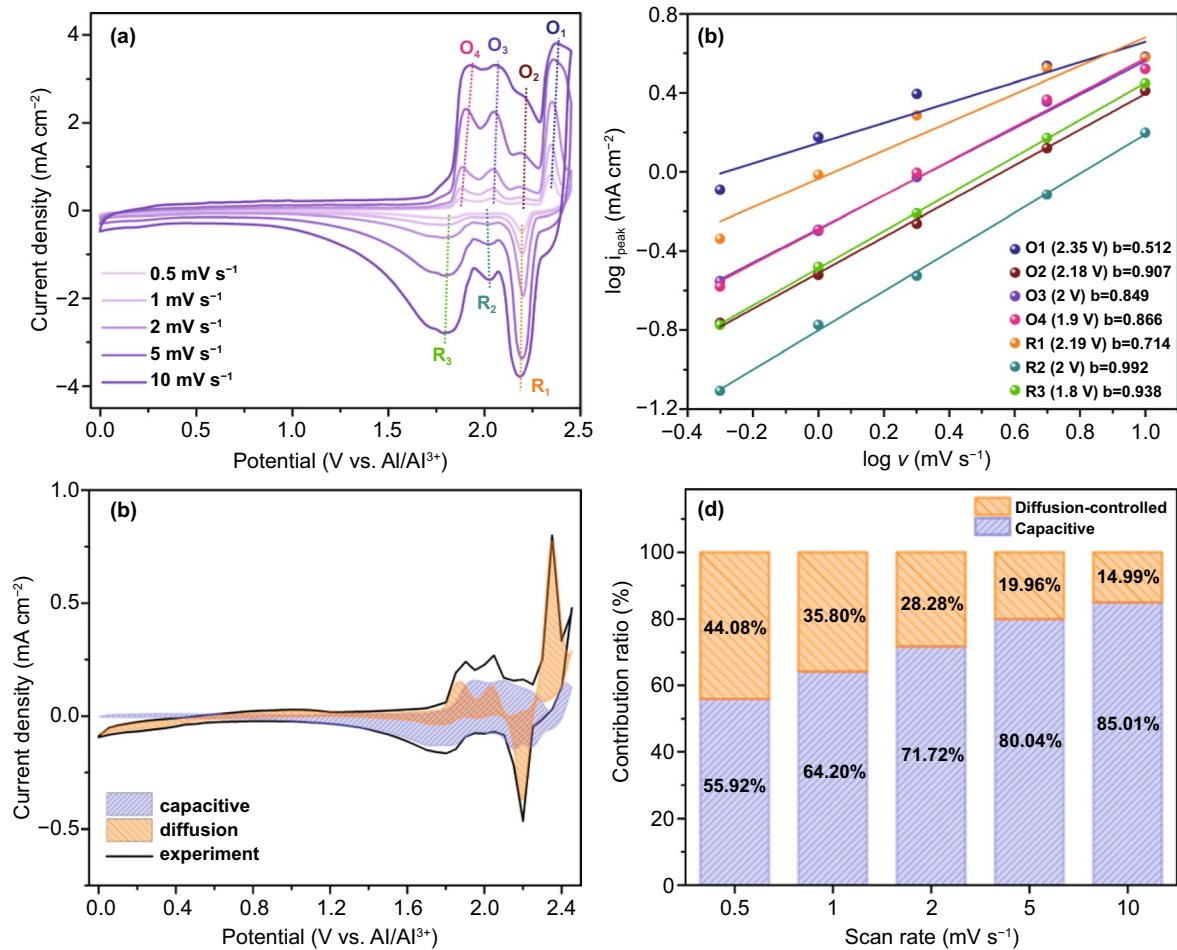 (a)
O₁
O₂
O₃
O₄
R₁
R₂
R₃
0.5 mV s⁻¹
1 mV s⁻¹
2 mV s⁻¹
5 mV s⁻¹
10 mV s⁻¹
4
2
0
−2
−4
Current density (mA cm⁻²)
0.0 0.5 1.0 1.5 2.0 2.5
Potential (V vs. Al/AI³⁺)
(b)
O1 (2.35 V) b=0.512
O2 (2.18 V) b=0.907
O3 (2 V) b=0.849
O4 (1.9 V) b=0.866
R1 (2.19 V) b=0.714
R2 (2 V) b=0.992
R3 (1.8 V) b=0.938
0.8
0.4
0.0
−0.4
−0.8
−1.2
log i_peak (mA cm⁻²)
−0.4 −0.2 0.0 0.2 0.4 0.6 0.8 1.0
log v (mV s⁻¹)
(b)
capacitive
diffusion
experiment
1.0
0.5
0.0
−0.5
Current density (mA cm⁻²)
0.0 0.4 0.8 1.2 1.6 2.0 2.4
Potential (V vs. Al/AI³⁺)
(d)
Diffusion-controlled
Capacitive
100
80
60
40
20
0
Contribution ratio (%)
44.08% 35.80% 28.28% 19.96% 14.99%
55.92% 64.20% 71.72% 80.04% 85.01%
0.5 1 2 5 10
Scan rate (mV s⁻¹)